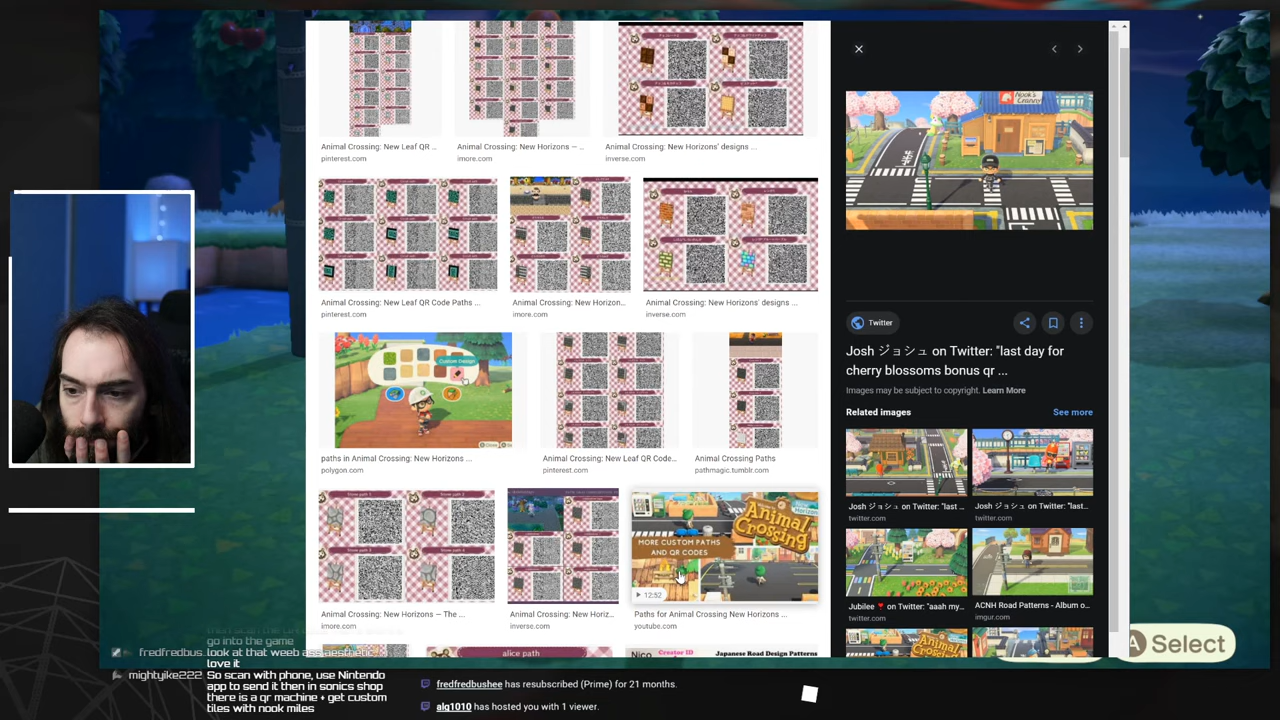 Animal Crossing: New Leaf QR ...
pinterest.com
Animal Crossing: New Horizons — ...
imore.com
Animal Crossing: New Horizons' designs ...
inverse.com
Animal Crossing: New Leaf QR Code Paths ...
pinterest.com
Animal Crossing: New Horizon...
imore.com
Animal Crossing: New Horizons' designs ...
inverse.com
Custom Design
paths in Animal Crossing: New Horizons ...
polygon.com
Animal Crossing: New Leaf QR Code...
pinterest.com
Animal Crossing Paths
pathmagic.tumblr.com
Animal Crossing: New Horizons — The ...
imore.com
Animal Crossing: New Horiz...
inverse.com
Animal Crossing
MORE CUSTOM PATHS
AND QR CODES
12:52
Paths for Animal Crossing New Horizons ...
youtube.com
alice path
Nico
Creator ID
Japanese Road Design Patterns
Nook's
Cranny
Twitter
Josh ジョシュ on Twitter: "last day for
cherry blossoms bonus qr ...
Images may be subject to copyright. Learn More
Related images
See more
Josh ジョシュ on Twitter: "last ...
twitter.com
Josh ジョシュ on Twitter: "last...
twitter.com
Jubilee on Twitter: "aaah my...
twitter.com
ACNH Road Patterns - Album o...
imgur.com
A Select
go into the game
fredfredbus.
look at that weeb ass aesthetic,
love it
mightyike222.
So scan with phone, use Nintendo
app to send it then in sonics shop
there is a qr machine + get custom
tiles with nook miles
fredfredbushee has resubscribed (Prime) for 21 months.
alg1010 has hosted you with 1 viewer.